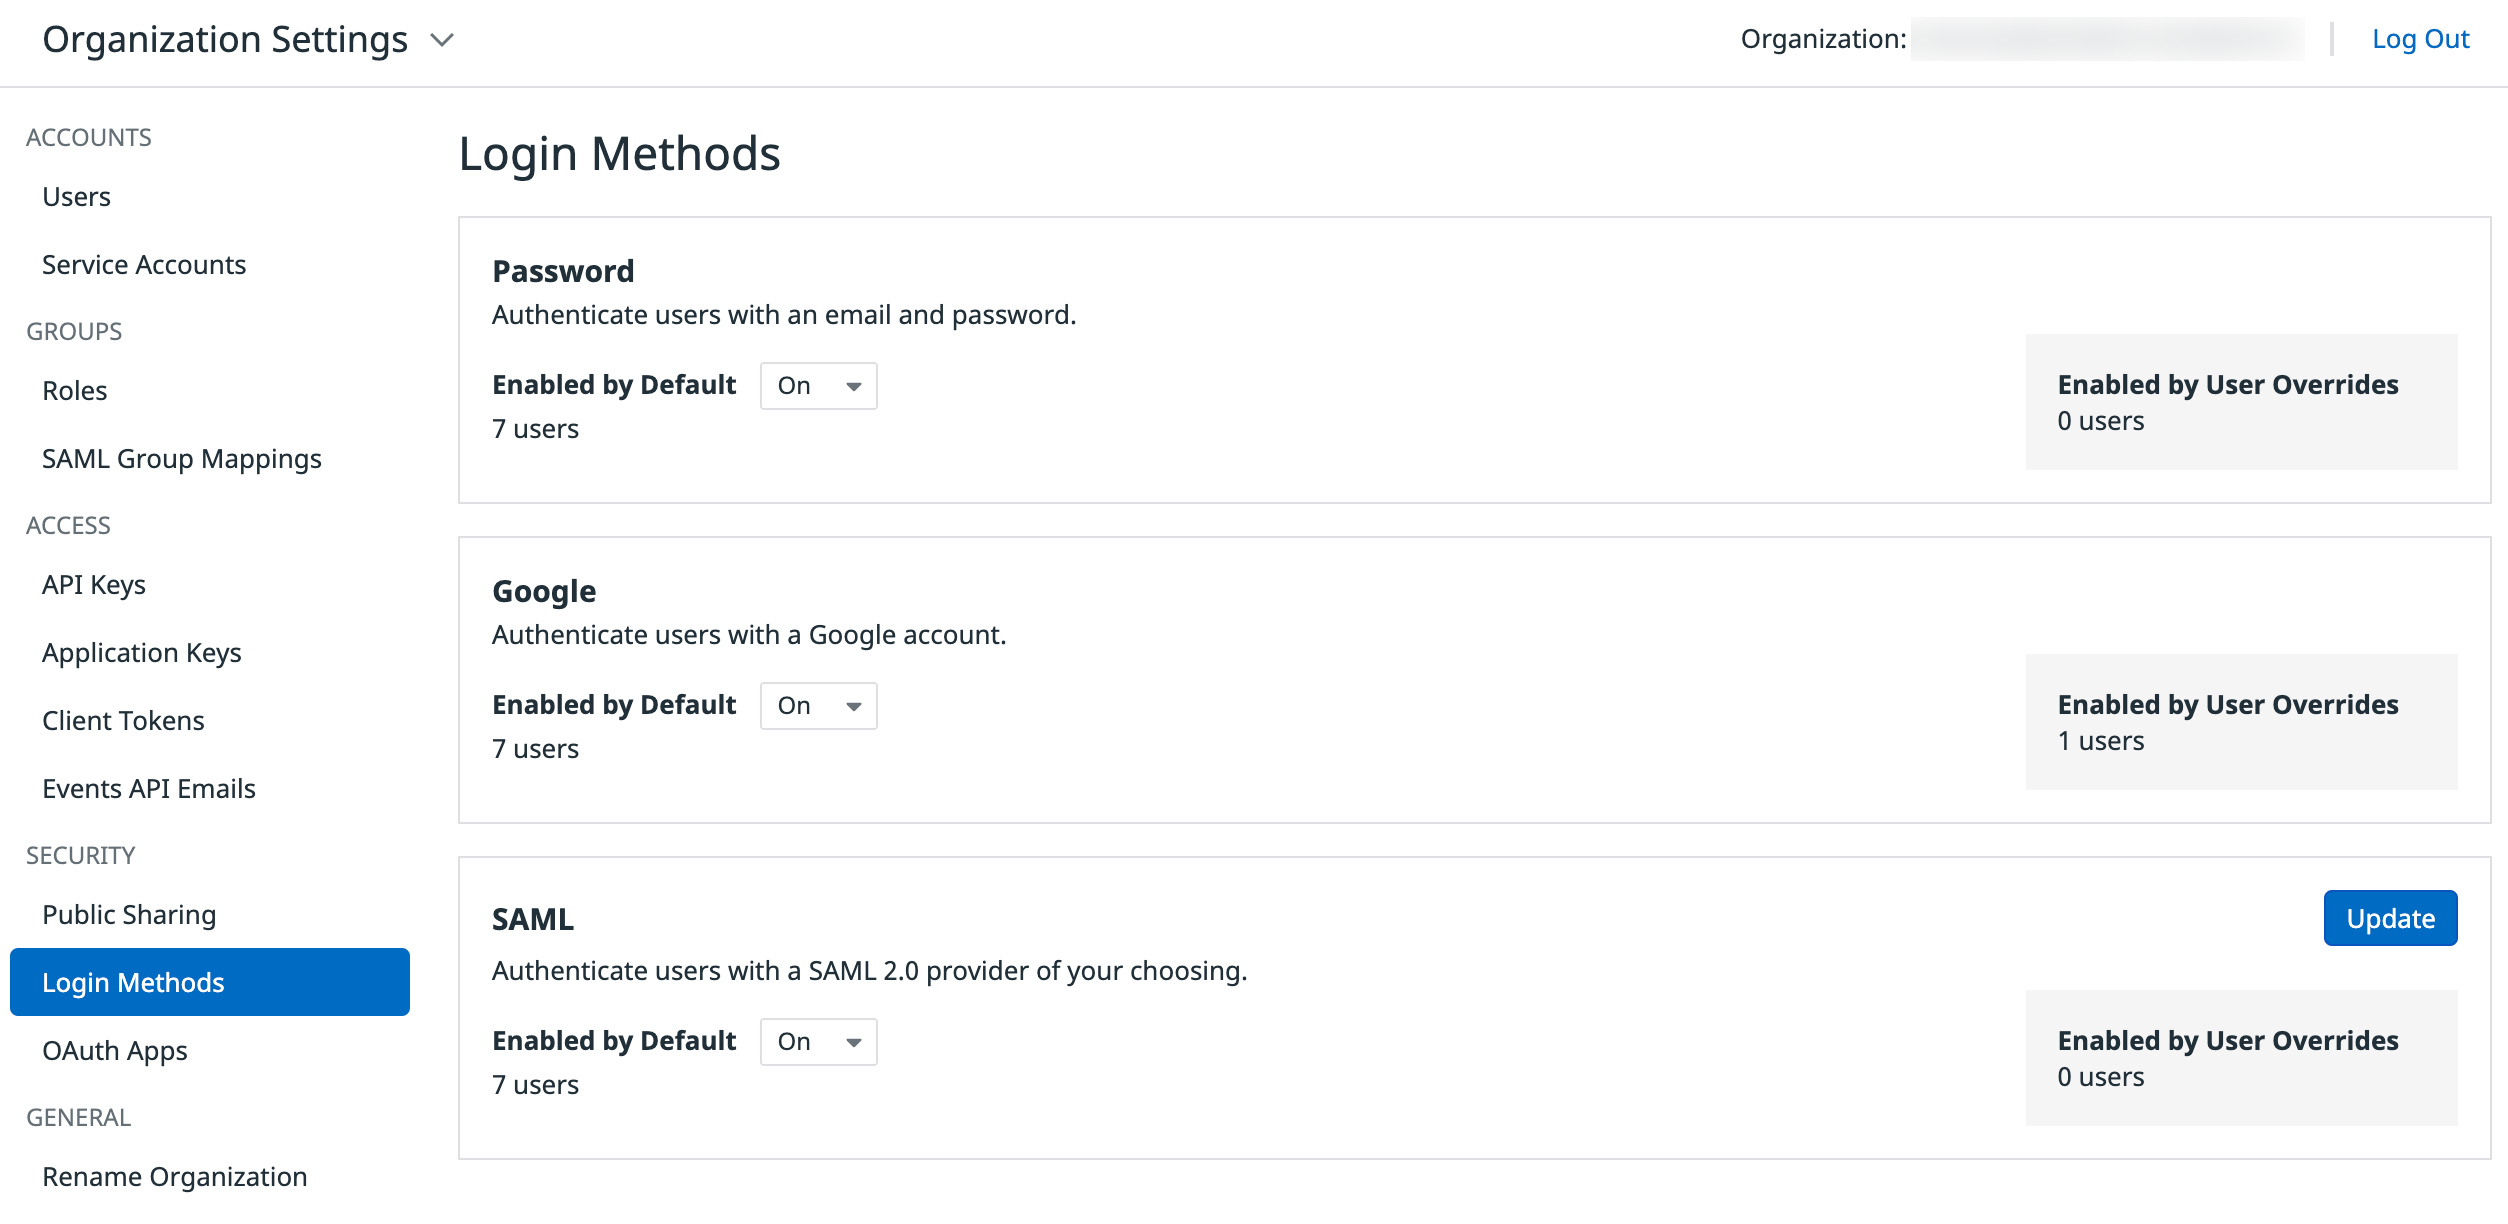 Organization Settings
Organization:
Log Out
ACCOUNTS
Users
Service Accounts
GROUPS
Roles
SAML Group Mappings
ACCESS
API Keys
Application Keys
Client Tokens
Events API Emails
SECURITY
Public Sharing
Login Methods
OAuth Apps
GENERAL
Rename Organization
Login Methods
Password
Authenticate users with an email and password.
Enabled by Default On
7 users
Enabled by User Overrides
0 users
Google
Authenticate users with a Google account.
Enabled by Default On
7 users
Enabled by User Overrides
1 users
SAML
Update
Authenticate users with a SAML 2.0 provider of your choosing.
Enabled by Default On
7 users
Enabled by User Overrides
0 users